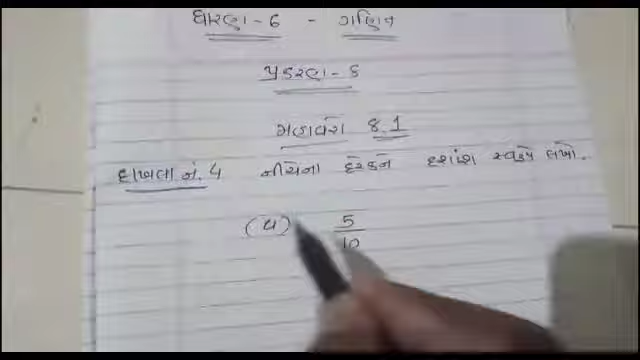 ધોરણ - 6 - ગણિત
પ્રકરણ - 8
મહાવરો 8.1
દાખલા નં. 4 નીચેના દરેકને દશાંશ સ્વરૂપે લખો.
(a) 5/10